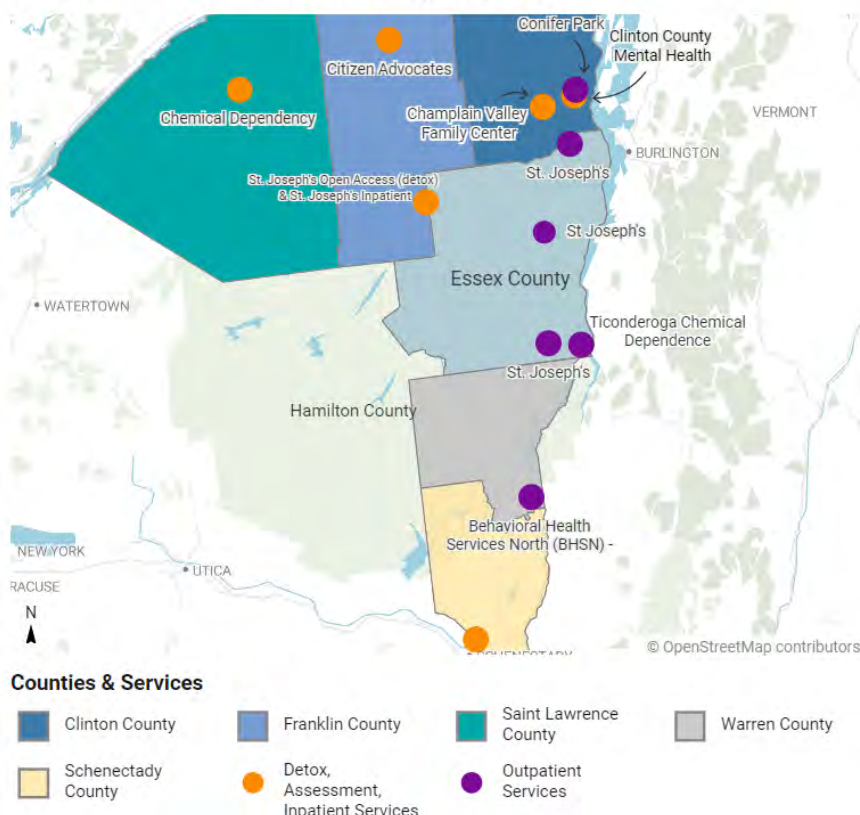 Conifer Park
Clinton County
Mental Health
Citizen Advocates
Chemical Dependency
Champlain Valley
Family Center
VERMONT
BURLINGTON
St. Joseph's
St. Joseph's Open Access (detox)
& St. Joseph's Inpatient
St Joseph's
Essex County
WATERTOWN
Ticonderoga Chemical
Dependence
St. Joseph's
Hamilton County
Behavioral Health
Services North (BHSN) -
NEW YORK
UTICA
RACUSE
N
SCHENECTADY
© OpenStreetMap contributors
Counties & Services
Clinton County
Franklin County
Saint Lawrence
County
Warren County
Schenectady
County
Detox,
Assessment,
Inpatient Services
Outpatient
Services